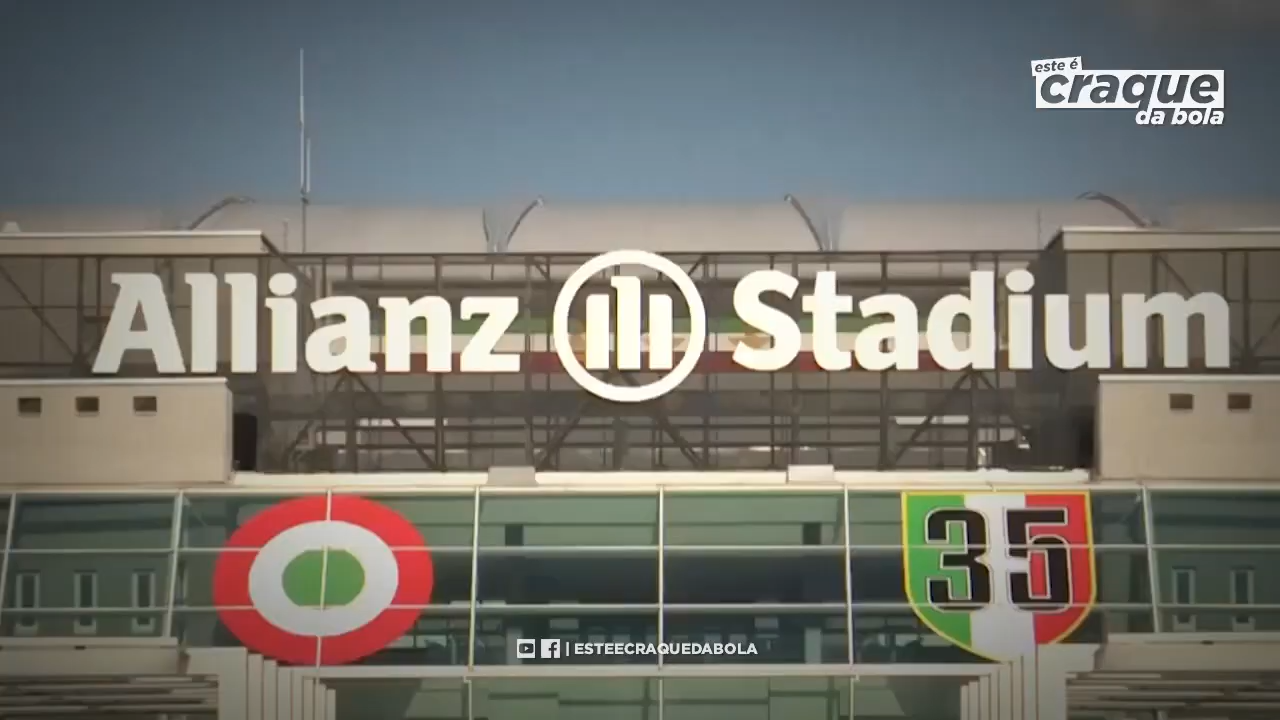 este é
craque
da bola
Allianz Stadium
35
| ESTEECRAQUEDABOLA